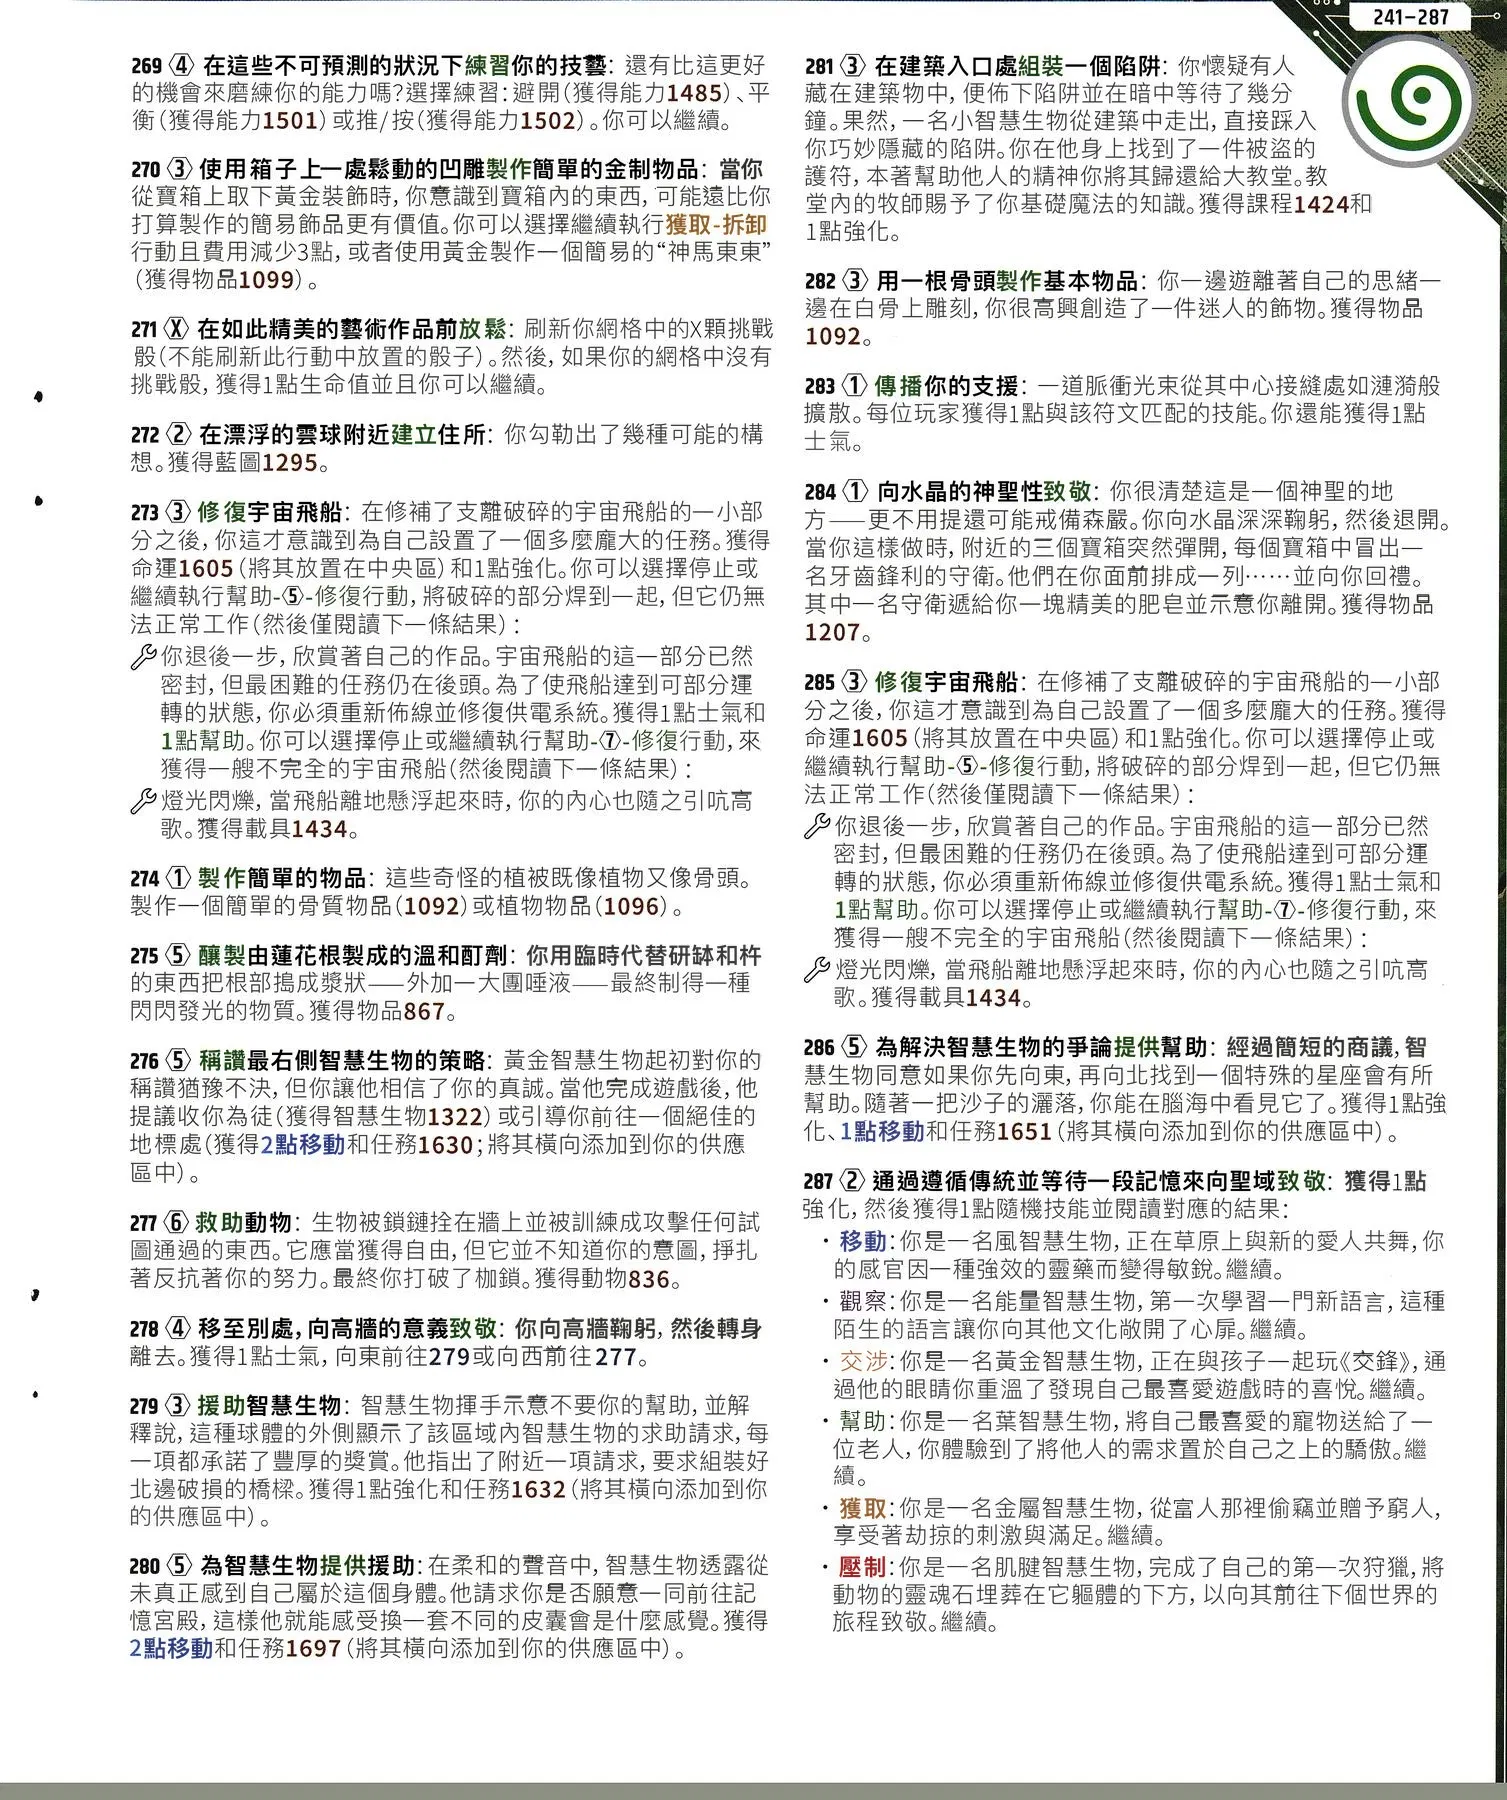 241–287
269 ④ 在這些不可預測的狀況下練習你的技藝：還有比這更好
的機會來磨練你的能力嗎？選擇練習：避開（獲得能力1485）、平
衡（獲得能力1501）或推/按（獲得能力1502）。你可以繼續。
270 ③ 使用箱子上一處鬆動的凹雕製作簡單的金制物品：當你
從寶箱上取下黃金裝飾時，你意識到寶箱內的東西，可能遠比你
打算製作的簡易飾品更有價值。你可以選擇繼續執行獲取-拆卸
行動且費用減少3點，或者使用黃金製作一個簡易的“神馬東東”
（獲得物品1099）。
271 Ⓧ 在如此精美的藝術作品前放鬆：刷新你網格中的X顆挑戰
骰（不能刷新此行動中放置的骰子）。然後，如果你的網格中沒有
挑戰骰，獲得1點生命值並且你可以繼續。
272 ② 在漂浮的雲球附近建立住所：你勾勒出了幾種可能的構
想。獲得藍圖1295。
273 ③ 修復宇宙飛船：在修補了支離破碎的宇宙飛船的一小部
分之後，你這才意識到為自己設置了一個多麼龐大的任務。獲得
命運1605（將其放置在中央區）和1點強化。你可以選擇停止或
繼續執行幫助-⑤-修復行動，將破碎的部分焊到一起，但它仍無
法正常工作（然後僅閱讀下一條結果）：
你退後一步，欣賞著自己的作品。宇宙飛船的這一部分已然
密封，但最困難的任務仍在後頭。為了使飛船達到可部分運
轉的狀態，你必須重新佈線並修復供電系統。獲得1點士氣和
1點幫助。你可以選擇停止或繼續執行幫助-⑦-修復行動，來
獲得一艘不完全的宇宙飛船（然後閱讀下一條結果）：
燈光閃爍，當飛船離地懸浮起來時，你的內心也隨之引吭高
歌。獲得載具1434。
274 ① 製作簡單的物品：這些奇怪的植被既像植物又像骨頭。
製作一個簡單的骨質物品（1092）或植物物品（1096）。
275 ⑤ 釀製由蓮花根製成的溫和酊劑：你用臨時代替研缽和杵
的東西把根部搗成漿狀——外加一大團唾液——最終制得一種
閃閃發光的物質。獲得物品867。
276 ⑤ 稱讚最右側智慧生物的策略：黃金智慧生物起初對你的
稱讚猶豫不決，但你讓他相信了你的真誠。當他完成遊戲後，他
提議收你為徒（獲得智慧生物1322）或引導你前往一個絕佳的
地標處（獲得2點移動和任務1630；將其橫向添加到你的供應
區中）。
277 ⑥ 救助動物：生物被鎖鏈拴在牆上並被訓練成攻擊任何試
圖通過的東西。它應當獲得自由，但它並不知道你的意圖，掙扎
著反抗著你的努力。最終你打破了枷鎖。獲得動物836。
278 ④ 移至別處，向高牆的意義致敬：你向高牆鞠躬，然後轉身
離去。獲得1點士氣，向東前往279或向西前往277。
279 ③ 援助智慧生物：智慧生物揮手示意不要你的幫助，並解
釋說，這種球體的外側顯示了該區域內智慧生物的求助請求，每
一項都承諾了豐厚的獎賞。他指出了附近一項請求，要求組裝好
北邊破損的橋樑。獲得1點強化和任務1632（將其橫向添加到你
的供應區中）。
280 ⑤ 為智慧生物提供援助：在柔和的聲音中，智慧生物透露從
未真正感到自己屬於這個身體。他請求你是否願意一同前往記
憶宮殿，這樣他就能感受換一套不同的皮囊會是什麼感覺。獲得
2點移動和任務1697（將其橫向添加到你的供應區中）。
281 ③ 在建築入口處組裝一個陷阱：你懷疑有人
藏在建築物中，便佈下陷阱並在暗中等待了幾分
鐘。果然，一名小智慧生物從建築中走出，直接踩入
你巧妙隱藏的陷阱。你在他身上找到了一件被盜的
護符，本著幫助他人的精神你將其歸還給大教堂。教
堂內的牧師賜予了你基礎魔法的知識。獲得課程1424和
1點強化。
282 ③ 用一根骨頭製作基本物品：你一邊遊離著自己的思緒一
邊在白骨上雕刻，你很高興創造了一件迷人的飾物。獲得物品
1092。
283 ① 傳播你的支援：一道脈衝光束從其中心接縫處如漣漪般
擴散。每位玩家獲得1點與該符文匹配的技能。你還能獲得1點
士氣。
284 ① 向水晶的神聖性致敬：你很清楚這是一個神聖的地
方——更不用提還可能戒備森嚴。你向水晶深深鞠躬，然後退開。
當你這樣做時，附近的三個寶箱突然彈開，每個寶箱中冒出一
名牙齒鋒利的守衛。他們在你面前排成一列……並向你回禮。
其中一名守衛遞給你一塊精美的肥皂並示意你離開。獲得物品
1207。
285 ③ 修復宇宙飛船：在修補了支離破碎的宇宙飛船的一小部
分之後，你這才意識到為自己設置了一個多麼龐大的任務。獲得
命運1605（將其放置在中央區）和1點強化。你可以選擇停止或
繼續執行幫助-⑤-修復行動，將破碎的部分焊到一起，但它仍無
法正常工作（然後僅閱讀下一條結果）：
你退後一步，欣賞著自己的作品。宇宙飛船的這一部分已然
密封，但最困難的任務仍在後頭。為了使飛船達到可部分運
轉的狀態，你必須重新佈線並修復供電系統。獲得1點士氣和
1點幫助。你可以選擇停止或繼續執行幫助-⑦-修復行動，來
獲得一艘不完全的宇宙飛船（然後閱讀下一條結果）：
燈光閃爍，當飛船離地懸浮起來時，你的內心也隨之引吭高
歌。獲得載具1434。
286 ⑤ 為解決智慧生物的爭論提供幫助：經過簡短的商議，智
慧生物同意如果你先向東，再向北找到一個特殊的星座會有所
幫助。隨著一把沙子的灑落，你能在腦海中看見它了。獲得1點強
化、1點移動和任務1651（將其橫向添加到你的供應區中）。
287 ② 通過遵循傳統並等待一段記憶來向聖域致敬：獲得1點
強化，然後獲得1點隨機技能並閱讀對應的結果：
・移動：你是一名風智慧生物，正在草原上與新的愛人共舞，你
的感官因一種強效的靈藥而變得敏銳。繼續。
・觀察：你是一名能量智慧生物，第一次學習一門新語言，這種
陌生的語言讓你向其他文化敞開了心扉。繼續。
・交涉：你是一名黃金智慧生物，正在與孩子一起玩《交鋒》，通
過他的眼睛你重溫了發現自己最喜愛遊戲時的喜悅。繼續。
・幫助：你是一名葉智慧生物，將自己最喜愛的寵物送給了一
位老人，你體驗到了將他人的需求置於自己之上的驕傲。繼
續。
・獲取：你是一名金屬智慧生物，從富人那裡偷竊並贈予窮人，
享受著劫掠的刺激與滿足。繼續。
・壓制：你是一名肌腱智慧生物，完成了自己的第一次狩獵，將
動物的靈魂石埋葬在它軀體的下方，以向其前往下個世界的
旅程致敬。繼續。